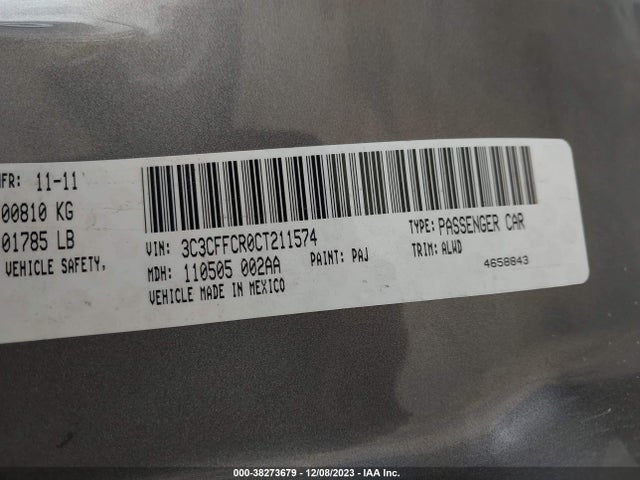 MFR: 11-11
00810 KG
01785 LB
VEHICLE SAFETY,
VIN: 3C3CFFCR0CT211574
TYPE: PASSENGER CAR
MDH: 110505 002AA
PAINT: PAJ
TRIM: ALWD
VEHICLE MADE IN MEXICO
4658843
000-38273679 - 12/08/2023 - IAA Inc.